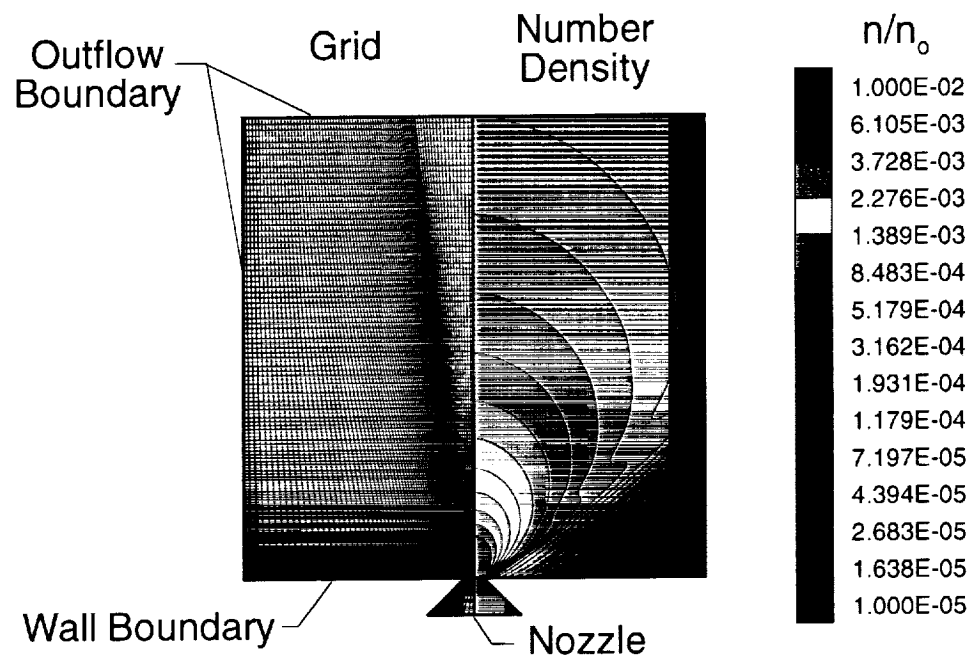 Outflow
Boundary
Grid
Number
Density
n/n₀
1.000E-02
6.105E-03
3.728E-03
2.276E-03
1.389E-03
8.483E-04
5.179E-04
3.162E-04
1.931E-04
1.179E-04
7.197E-05
4.394E-05
2.683E-05
1.638E-05
1.000E-05
Wall Boundary
Nozzle